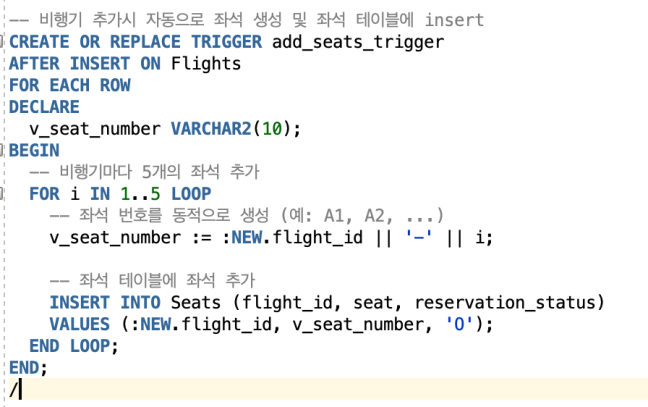 -- 비행기 추가시 자동으로 좌석 생성 및 좌석 테이블에 insert
CREATE OR REPLACE TRIGGER add_seats_trigger
AFTER INSERT ON Flights
FOR EACH ROW
DECLARE
  v_seat_number VARCHAR2(10);
BEGIN
  -- 비행기마다 5개의 좌석 추가
  FOR i IN 1..5 LOOP
    -- 좌석 번호를 동적으로 생성 (예: A1, A2, ...)
    v_seat_number := :NEW.flight_id || '-' || i;

    -- 좌석 테이블에 좌석 추가
    INSERT INTO Seats (flight_id, seat, reservation_status)
    VALUES (:NEW.flight_id, v_seat_number, 'O');
  END LOOP;
END;
/